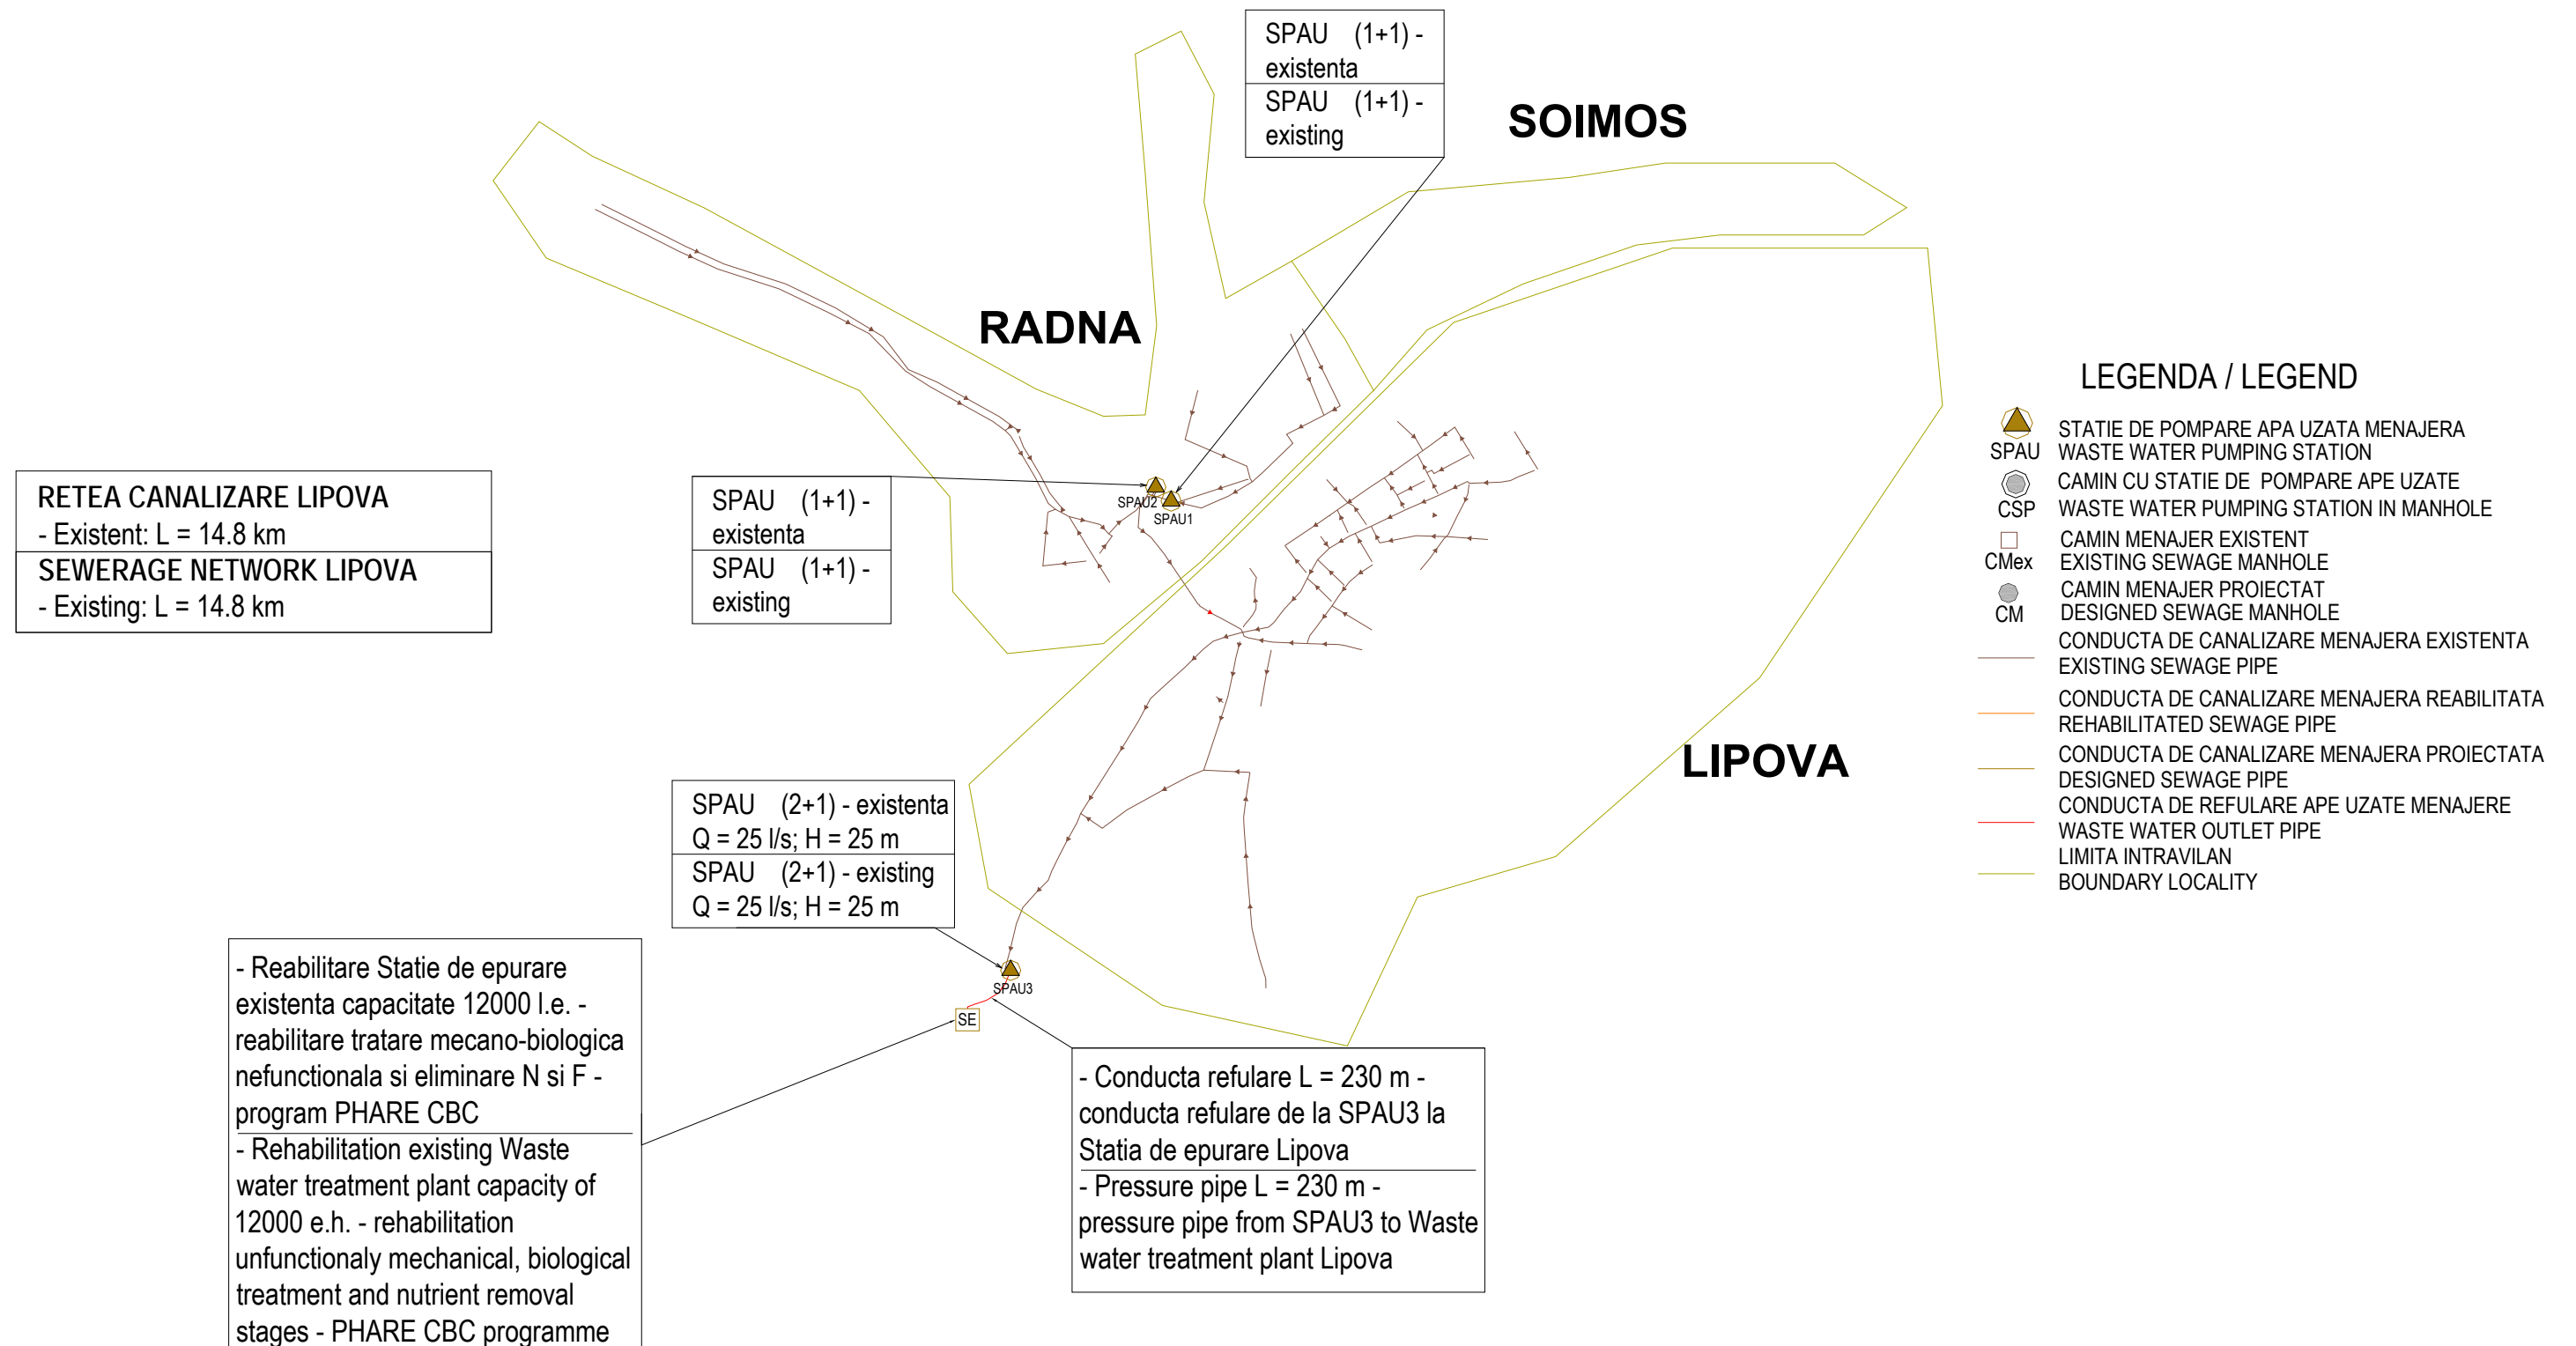 SPAU (1+1) -
existenta
SPAU (1+1) -
existing
SOIMOS
RADNA
LIPOVA
RETEA CANALIZARE LIPOVA
- Existent: L = 14.8 km
SEWERAGE NETWORK LIPOVA
- Existing: L = 14.8 km
SPAU (1+1) -
existenta
SPAU (1+1) -
existing
SPAU2
SPAU1
SPAU (2+1) - existenta
Q = 25 l/s; H = 25 m
SPAU (2+1) - existing
Q = 25 l/s; H = 25 m
SPAU3
SE
- Reabilitare Statie de epurare
existenta capacitate 12000 l.e. -
reabilitare tratare mecano-biologica
nefunctionala si eliminare N si F -
program PHARE CBC
- Rehabilitation existing Waste
water treatment plant capacity of
12000 e.h. - rehabilitation
unfunctionaly mechanical, biological
treatment and nutrient removal
stages - PHARE CBC programme
- Conducta refulare L = 230 m -
conducta refulare de la SPAU3 la
Statia de epurare Lipova
- Pressure pipe L = 230 m -
pressure pipe from SPAU3 to Waste
water treatment plant Lipova
LEGENDA / LEGEND
STATIE DE POMPARE APA UZATA MENAJERA
SPAU WASTE WATER PUMPING STATION
CAMIN CU STATIE DE POMPARE APE UZATE
CSP WASTE WATER PUMPING STATION IN MANHOLE
CAMIN MENAJER EXISTENT
CMex EXISTING SEWAGE MANHOLE
CAMIN MENAJER PROIECTAT
CM DESIGNED SEWAGE MANHOLE
CONDUCTA DE CANALIZARE MENAJERA EXISTENTA
EXISTING SEWAGE PIPE
CONDUCTA DE CANALIZARE MENAJERA REABILITATA
REHABILITATED SEWAGE PIPE
CONDUCTA DE CANALIZARE MENAJERA PROIECTATA
DESIGNED SEWAGE PIPE
CONDUCTA DE REFULARE APE UZATE MENAJERE
WASTE WATER OUTLET PIPE
LIMITA INTRAVILAN
BOUNDARY LOCALITY